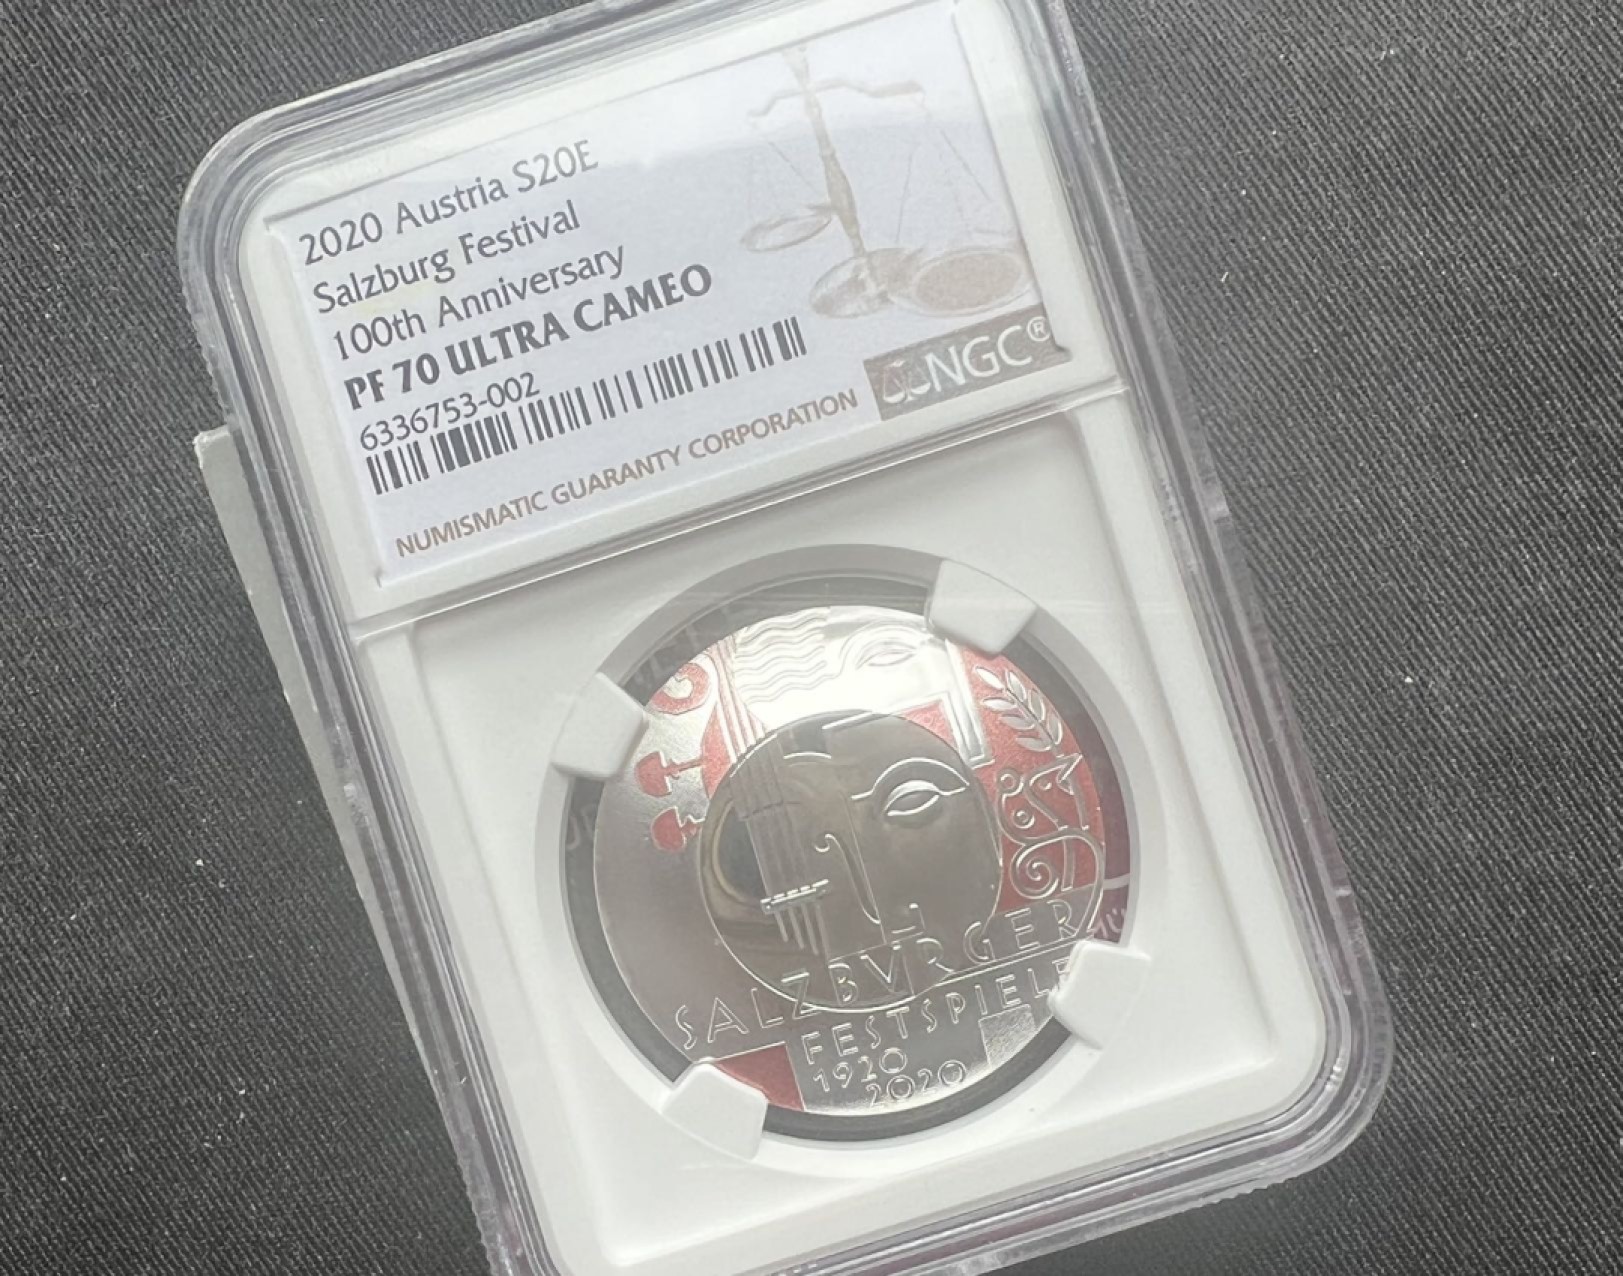 2020 Austria S20E
Salzburg Festival
100th Anniversary
PF 70 ULTRA CAMEO
6336753-002
NUMISMATIC GUARANTY CORPORATION
NGC®
SALZBVRGER
FESTSPIELE
1920
2020